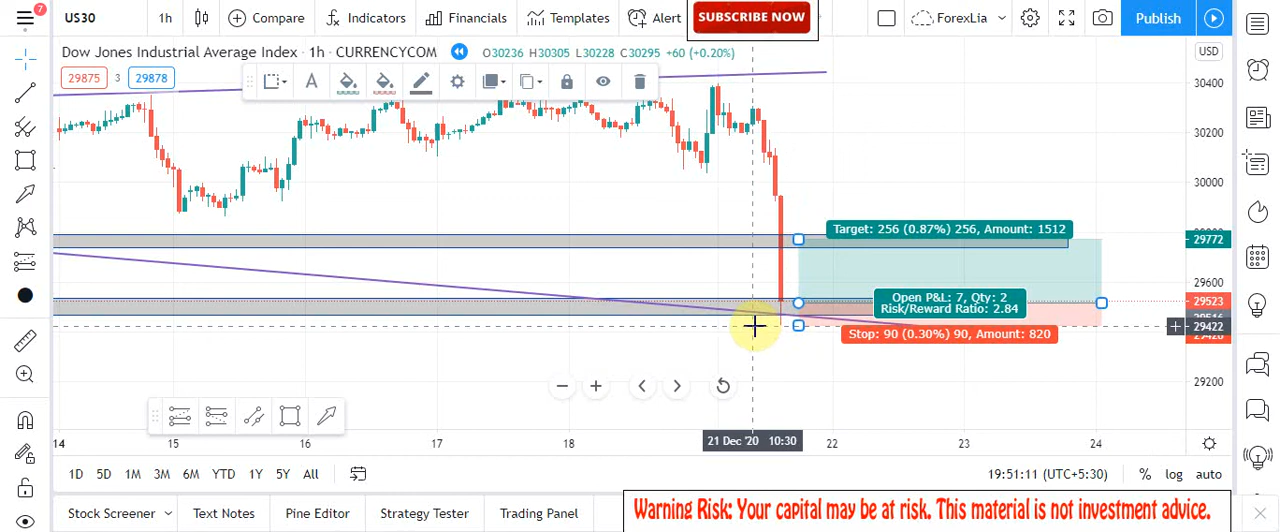 7
US30
1h
Compare
Indicators
Financials
Templates
Alert
SUBSCRIBE NOW
ForexLia
Publish
Dow Jones Industrial Average Index · 1h · CURRENCYCOM
O30236 H30305 L30228 C30295 +60 (+0.20%)
USD
29875 3 29878
A
30400
30200
30000
Target: 256 (0.87%) 256, Amount: 1512
29772
29600
Open P&L: 7, Qty: 2
Risk/Reward Ratio: 2.84
29523
29422
Stop: 90 (0.30%) 90, Amount: 820
29200
14 15 16 17 18 21 Dec '20 10:30 22 23 24
1D 5D 1M 3M 6M YTD 1Y 5Y All
19:51:11 (UTC+5:30) % log auto
Stock Screener Text Notes Pine Editor Strategy Tester Trading Panel
Warning Risk: Your capital may be at risk. This material is not investment advice.